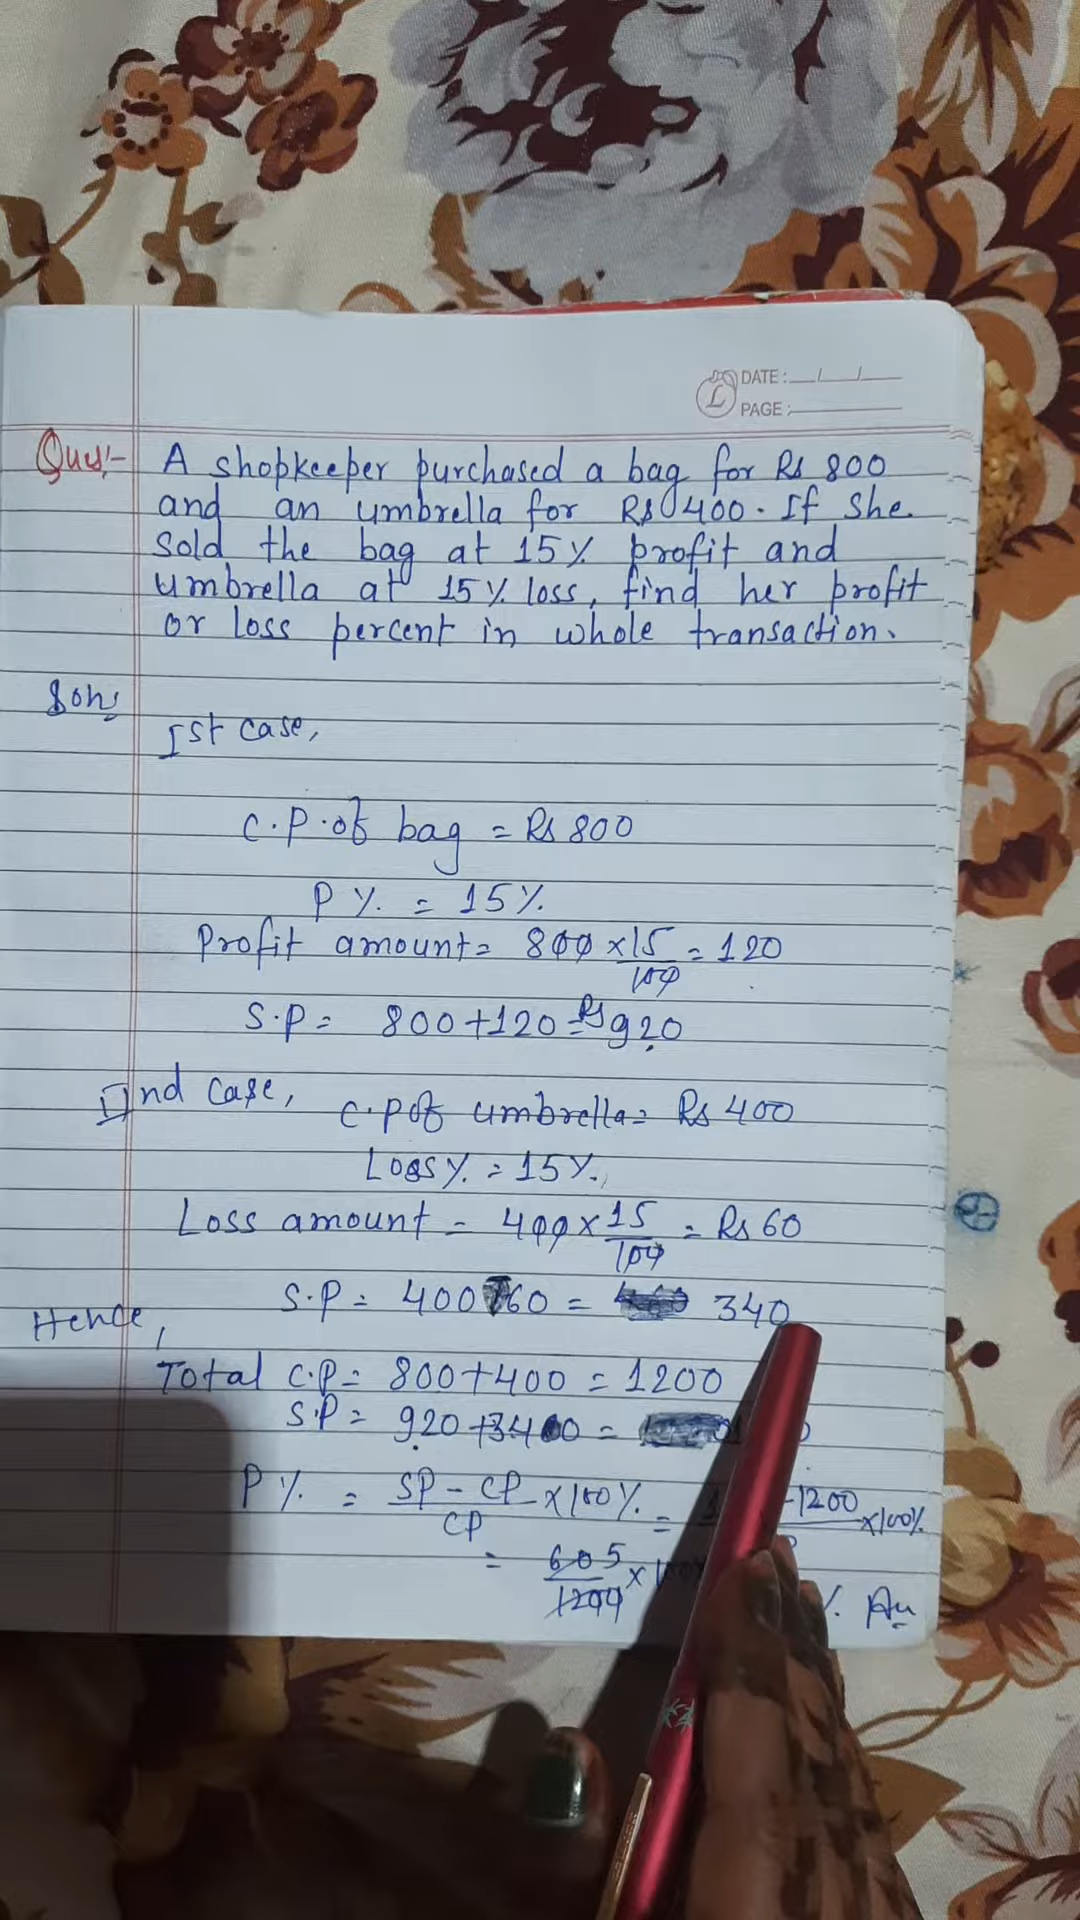 DATE:
PAGE:
Ques:- A shopkeeper purchased a bag for Rs 800
and an umbrella for Rs 400. If she
sold the bag at 15% profit and
umbrella at 15% loss, find her profit
or loss percent in whole transaction.
Soln,
Ist case,
C.P. of bag = Rs 800
P % = 15%
Profit amount = 800 × 15/100 = 120
S.P = 800+120 = Rs 920
IInd case,
C.P of umbrella = Rs 400
Loss % = 15%
Loss amount = 400 × 15/100 = Rs 60
S.P = 400-60 = 340
Hence,
Total C.P = 800+400 = 1200
S.P = 920+340 =
P % = SP - CP/CP × 100% = -1200 ×100%
= 60 5/1200 ×
% An